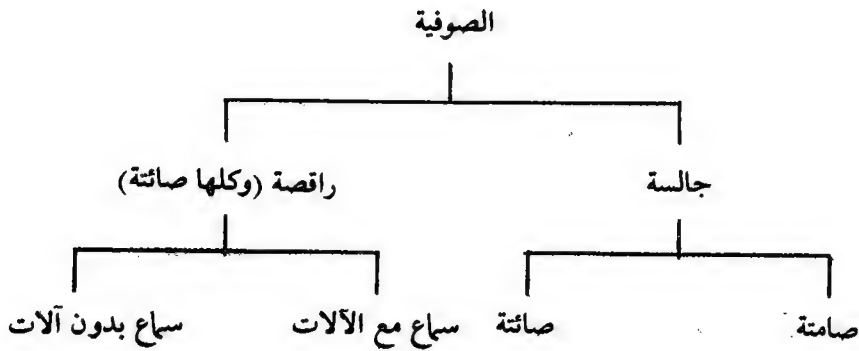 الصوفية
جالسة راقصة (وكلها صائتة)
صامتة صائتة سماع مع الآلات سماع بدون آلات